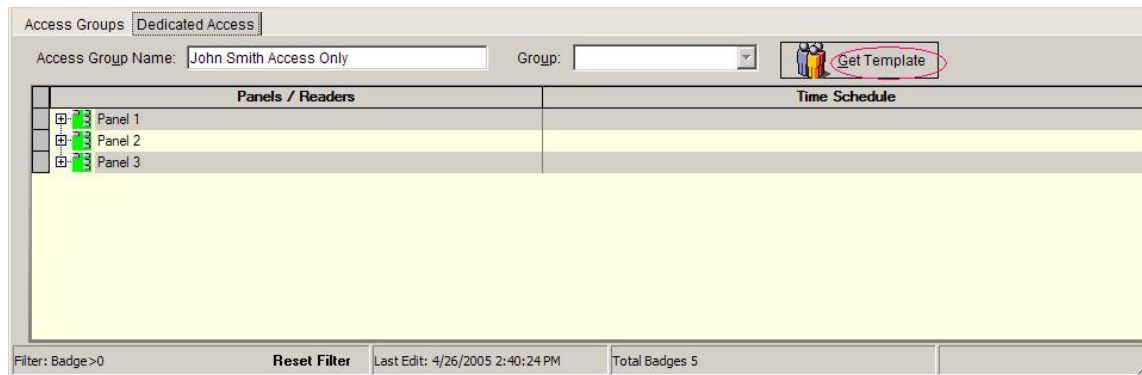 Access Groups Dedicated Access
Access Group Name: John Smith Access Only Group: Get Template
Panels / Readers Time Schedule
Panel 1
Panel 2
Panel 3
Filter: Badge>0 Reset Filter Last Edit: 4/26/2005 2:40:24 PM Total Badges 5